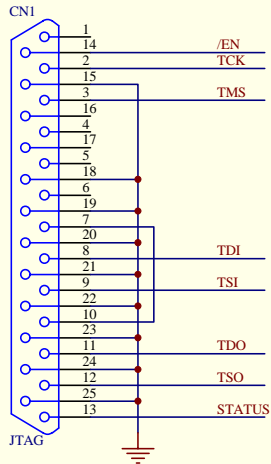 CN1
1
14 /EN
2 TCK
15
3 TMS
16
4
17
5
18
6
19
7
20
8 TDI
21
9 TSI
22
10
23
11 TDO
24
12 TSO
25
13 STATUS
JTAG